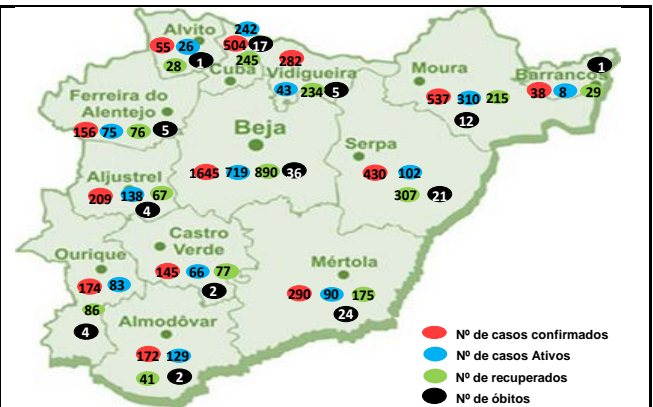 242
Alvito
55 26
504 17
28 1
245
Cuba
282
Vidigueira
43 234 5
Moura
537 310 215
12
1
Barrancos
38 8 29
Ferreira do
Alentejo
156 75 76 5
Beja
1645 719 890 36
Serpa
430 102
307 21
Aljustrel
209 138 67
4
Castro
Verde
145 66 77
2
Ourique
174 83
86
4
Mértola
290 90 175
24
Almodôvar
172 129
41 2
Nº de casos confirmados
Nº de casos Ativos
Nº de recuperados
Nº de óbitos